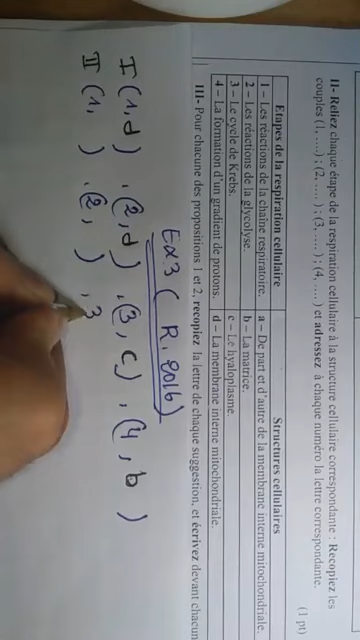 II- Reliez chaque étape de la respiration cellulaire à la structure cellulaire correspondante : Recopiez les
couples (1, ....) ; (2, .... ) ; (3, .... ) ; (4, .... ) et adressez à chaque numéro la lettre correspondante.
(1 pt)
Etapes de la respiration cellulaire Structures cellulaires
1 – Les réactions de la chaîne respiratoire. a – De part et d'autre de la membrane interne mitochondriale.
2 – Les réactions de la glycolyse. b – La matrice.
3 – Le cycle de Krebs. c – Le hyaloplasme.
4 – La formation d'un gradient de protons. d – La membrane interne mitochondriale.
III- Pour chacune des propositions 1 et 2, recopiez la lettre de chaque suggestion, et écrivez devant chacun
Ex3 ( R. 2016)
I (1,d) , (2,d) , (3, c) , (4, b)
II (1, ) , (2, ) , 3